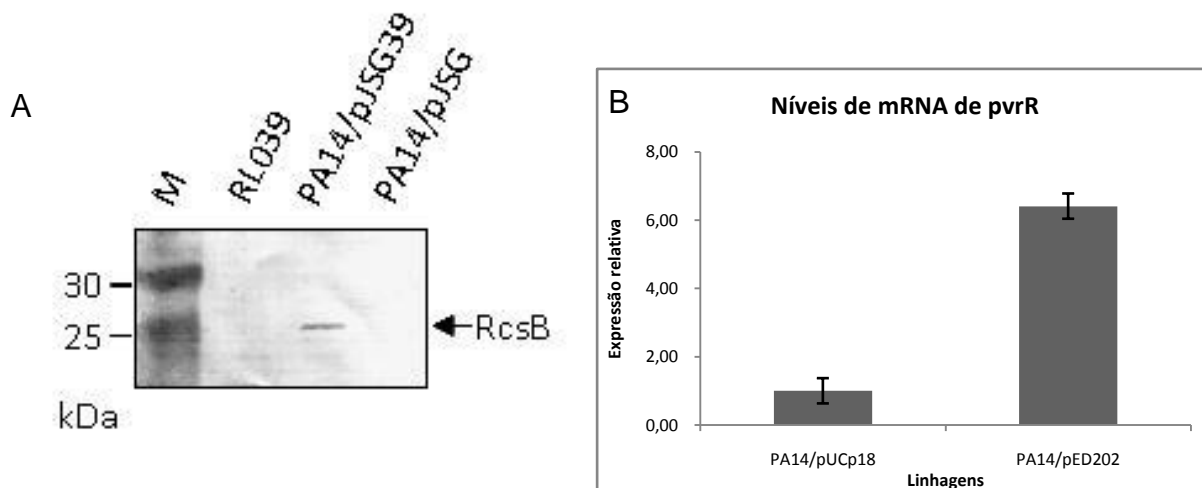 A
M
RL039
PA14/pJSG39
PA14/pJSG
30
25
kDa
RcsB
B
Níveis de mRNA de pvrR
Expressão relativa
8,00
6,00
4,00
2,00
0,00
PA14/pUCp18
PA14/pED202
Linhagens